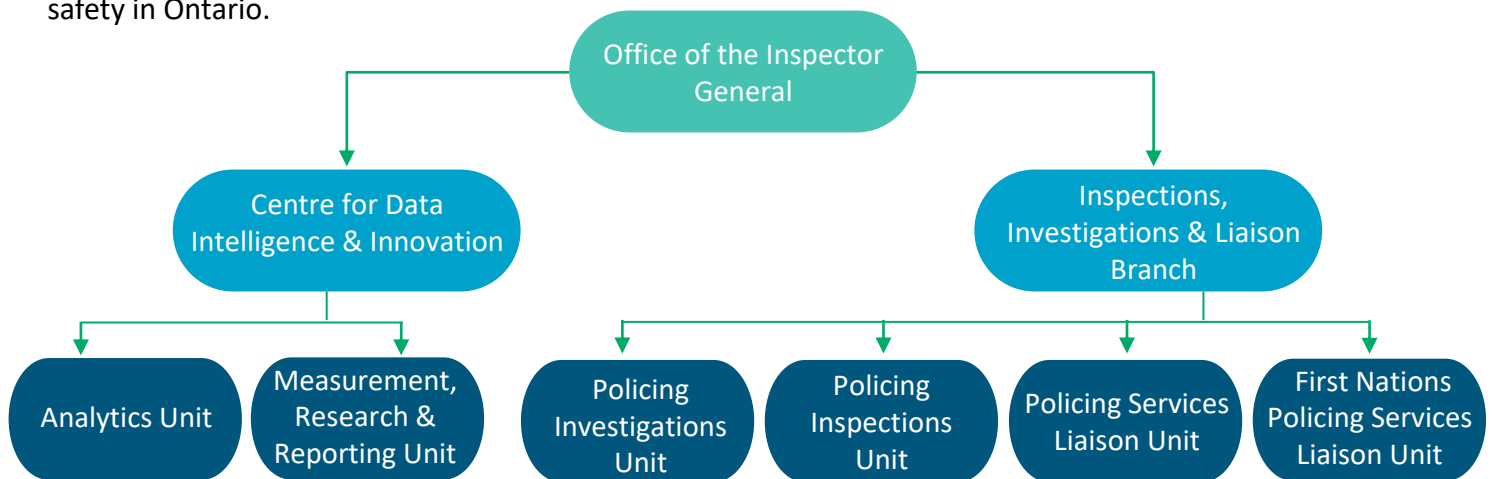 safety in Ontario.
Office of the Inspector
General
Centre for Data
Intelligence & Innovation
Inspections,
Investigations & Liaison
Branch
Analytics Unit
Measurement,
Research &
Reporting Unit
Policing
Investigations
Unit
Policing
Inspections
Unit
Policing Services
Liaison Unit
First Nations
Policing Services
Liaison Unit